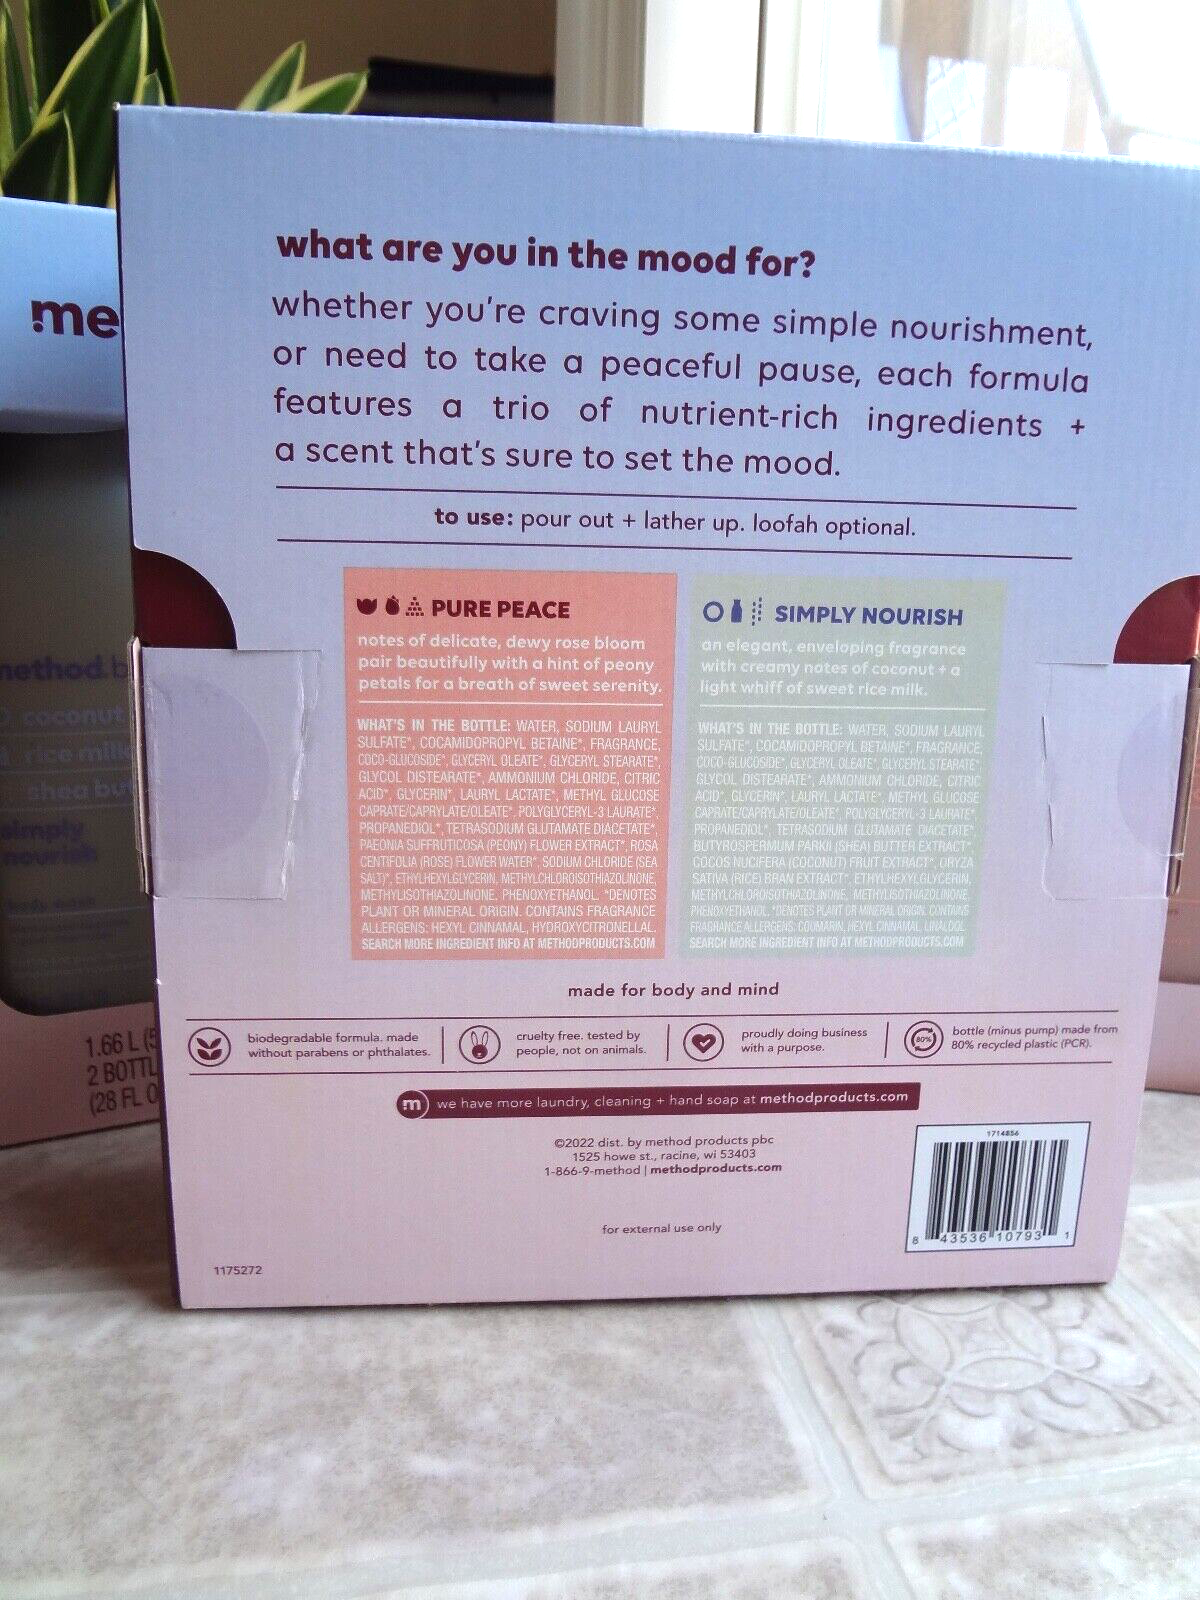 what are you in the mood for?
whether you're craving some simple nourishment,
or need to take a peaceful pause, each formula
features a trio of nutrient-rich ingredients +
a scent that's sure to set the mood.
to use: pour out + lather up. loofah optional.
PURE PEACE
notes of delicate, dewy rose bloom
pair beautifully with a hint of peony
petals for a breath of sweet serenity.
WHAT'S IN THE BOTTLE: WATER, SODIUM LAURYL
SULFATE*, COCAMIDOPROPYL BETAINE*, FRAGRANCE,
COCO-GLUCOSIDE*, GLYCERYL OLEATE*, GLYCERYL STEARATE*,
GLYCOL DISTEARATE*, AMMONIUM CHLORIDE, CITRIC
ACID*, GLYCERIN*, LAURYL LACTATE*, METHYL GLUCOSE
CAPRATE/CAPRYLATE/OLEATE*, POLYGLYCERYL-3 LAURATE*,
PROPANEDIOL*, TETRASODIUM GLUTAMATE DIACETATE*,
PAEONIA SUFFRUTICOSA (PEONY) FLOWER EXTRACT*, ROSA
CENTIFOLIA (ROSE) FLOWER WATER*, SODIUM CHLORIDE (SEA
SALT)*, ETHYLHEXYLGLYCERIN, METHYLCHLOROISOTHIAZOLINONE,
METHYLISOTHIAZOLINONE, PHENOXYETHANOL. *DENOTES
PLANT OR MINERAL ORIGIN. CONTAINS FRAGRANCE
ALLERGENS: HEXYL CINNAMAL, HYDROXYCITRONELLAL.
SEARCH MORE INGREDIENT INFO AT METHODPRODUCTS.COM
SIMPLY NOURISH
an elegant, enveloping fragrance
with creamy notes of coconut + a
light whiff of sweet rice milk.
WHAT'S IN THE BOTTLE: WATER, SODIUM LAURYL
SULFATE*, COCAMIDOPROPYL BETAINE*, FRAGRANCE,
COCO-GLUCOSIDE*, GLYCERYL OLEATE*, GLYCERYL STEARATE*,
GLYCOL DISTEARATE*, AMMONIUM CHLORIDE, CITRIC
ACID*, GLYCERIN*, LAURYL LACTATE*, METHYL GLUCOSE
CAPRATE/CAPRYLATE/OLEATE*, POLYGLYCERYL-3 LAURATE*,
PROPANEDIOL*, TETRASODIUM GLUTAMATE DIACETATE*,
BUTYROSPERMUM PARKII (SHEA) BUTTER EXTRACT*,
COCOS NUCIFERA (COCONUT) FRUIT EXTRACT*, ORYZA
SATIVA (RICE) BRAN EXTRACT*, ETHYLHEXYLGLYCERIN,
METHYLCHLOROISOTHIAZOLINONE, METHYLISOTHIAZOLINONE,
PHENOXYETHANOL. *DENOTES PLANT OR MINERAL ORIGIN. CONTAINS
FRAGRANCE ALLERGENS: COUMARIN, HEXYL CINNAMAL, LINALOOL.
SEARCH MORE INGREDIENT INFO AT METHODPRODUCTS.COM
made for body and mind
biodegradable formula. made
without parabens or phthalates.
cruelty free. tested by
people, not on animals.
proudly doing business
with a purpose.
80%
bottle (minus pump) made from
80% recycled plastic (PCR).
m we have more laundry, cleaning + hand soap at methodproducts.com
©2022 dist. by method products pbc
1525 howe st., racine, wi 53403
1-866-9-method | methodproducts.com
for external use only
1175272
1714856
8 43536 10793 1
me
method.b
coconut
rice milk
shea but
simply
nourish
body wash
1.66 L (5
2 BOTTL
(28 FL O